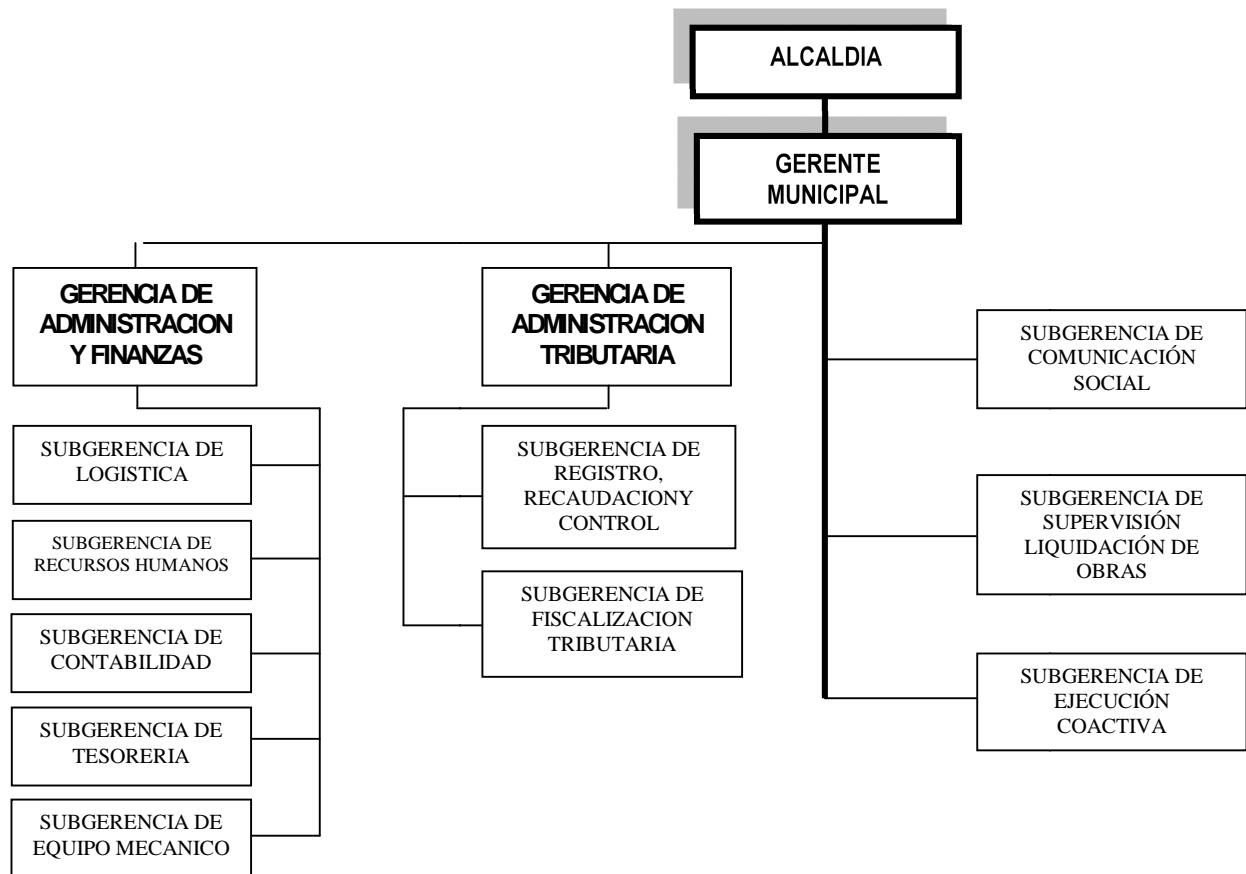 ALCALDIA
GERENTE
MUNICIPAL
GERENCIA DE
ADMINISTRACION
Y FINANZAS
SUBGERENCIA DE
LOGISTICA
SUBGERENCIA DE
RECURSOS HUMANOS
SUBGERENCIA DE
CONTABILIDAD
SUBGERENCIA DE
TESORERIA
SUBGERENCIA DE
EQUIPO MECANICO
GERENCIA DE
ADMINISTRACION
TRIBUTARIA
SUBGERENCIA DE
REGISTRO,
RECAUDACIONY
CONTROL
SUBGERENCIA DE
FISCALIZACION
TRIBUTARIA
SUBGERENCIA DE
COMUNICACIÓN
SOCIAL
SUBGERENCIA DE
SUPERVISIÓN
LIQUIDACIÓN DE
OBRAS
SUBGERENCIA DE
EJECUCIÓN
COACTIVA